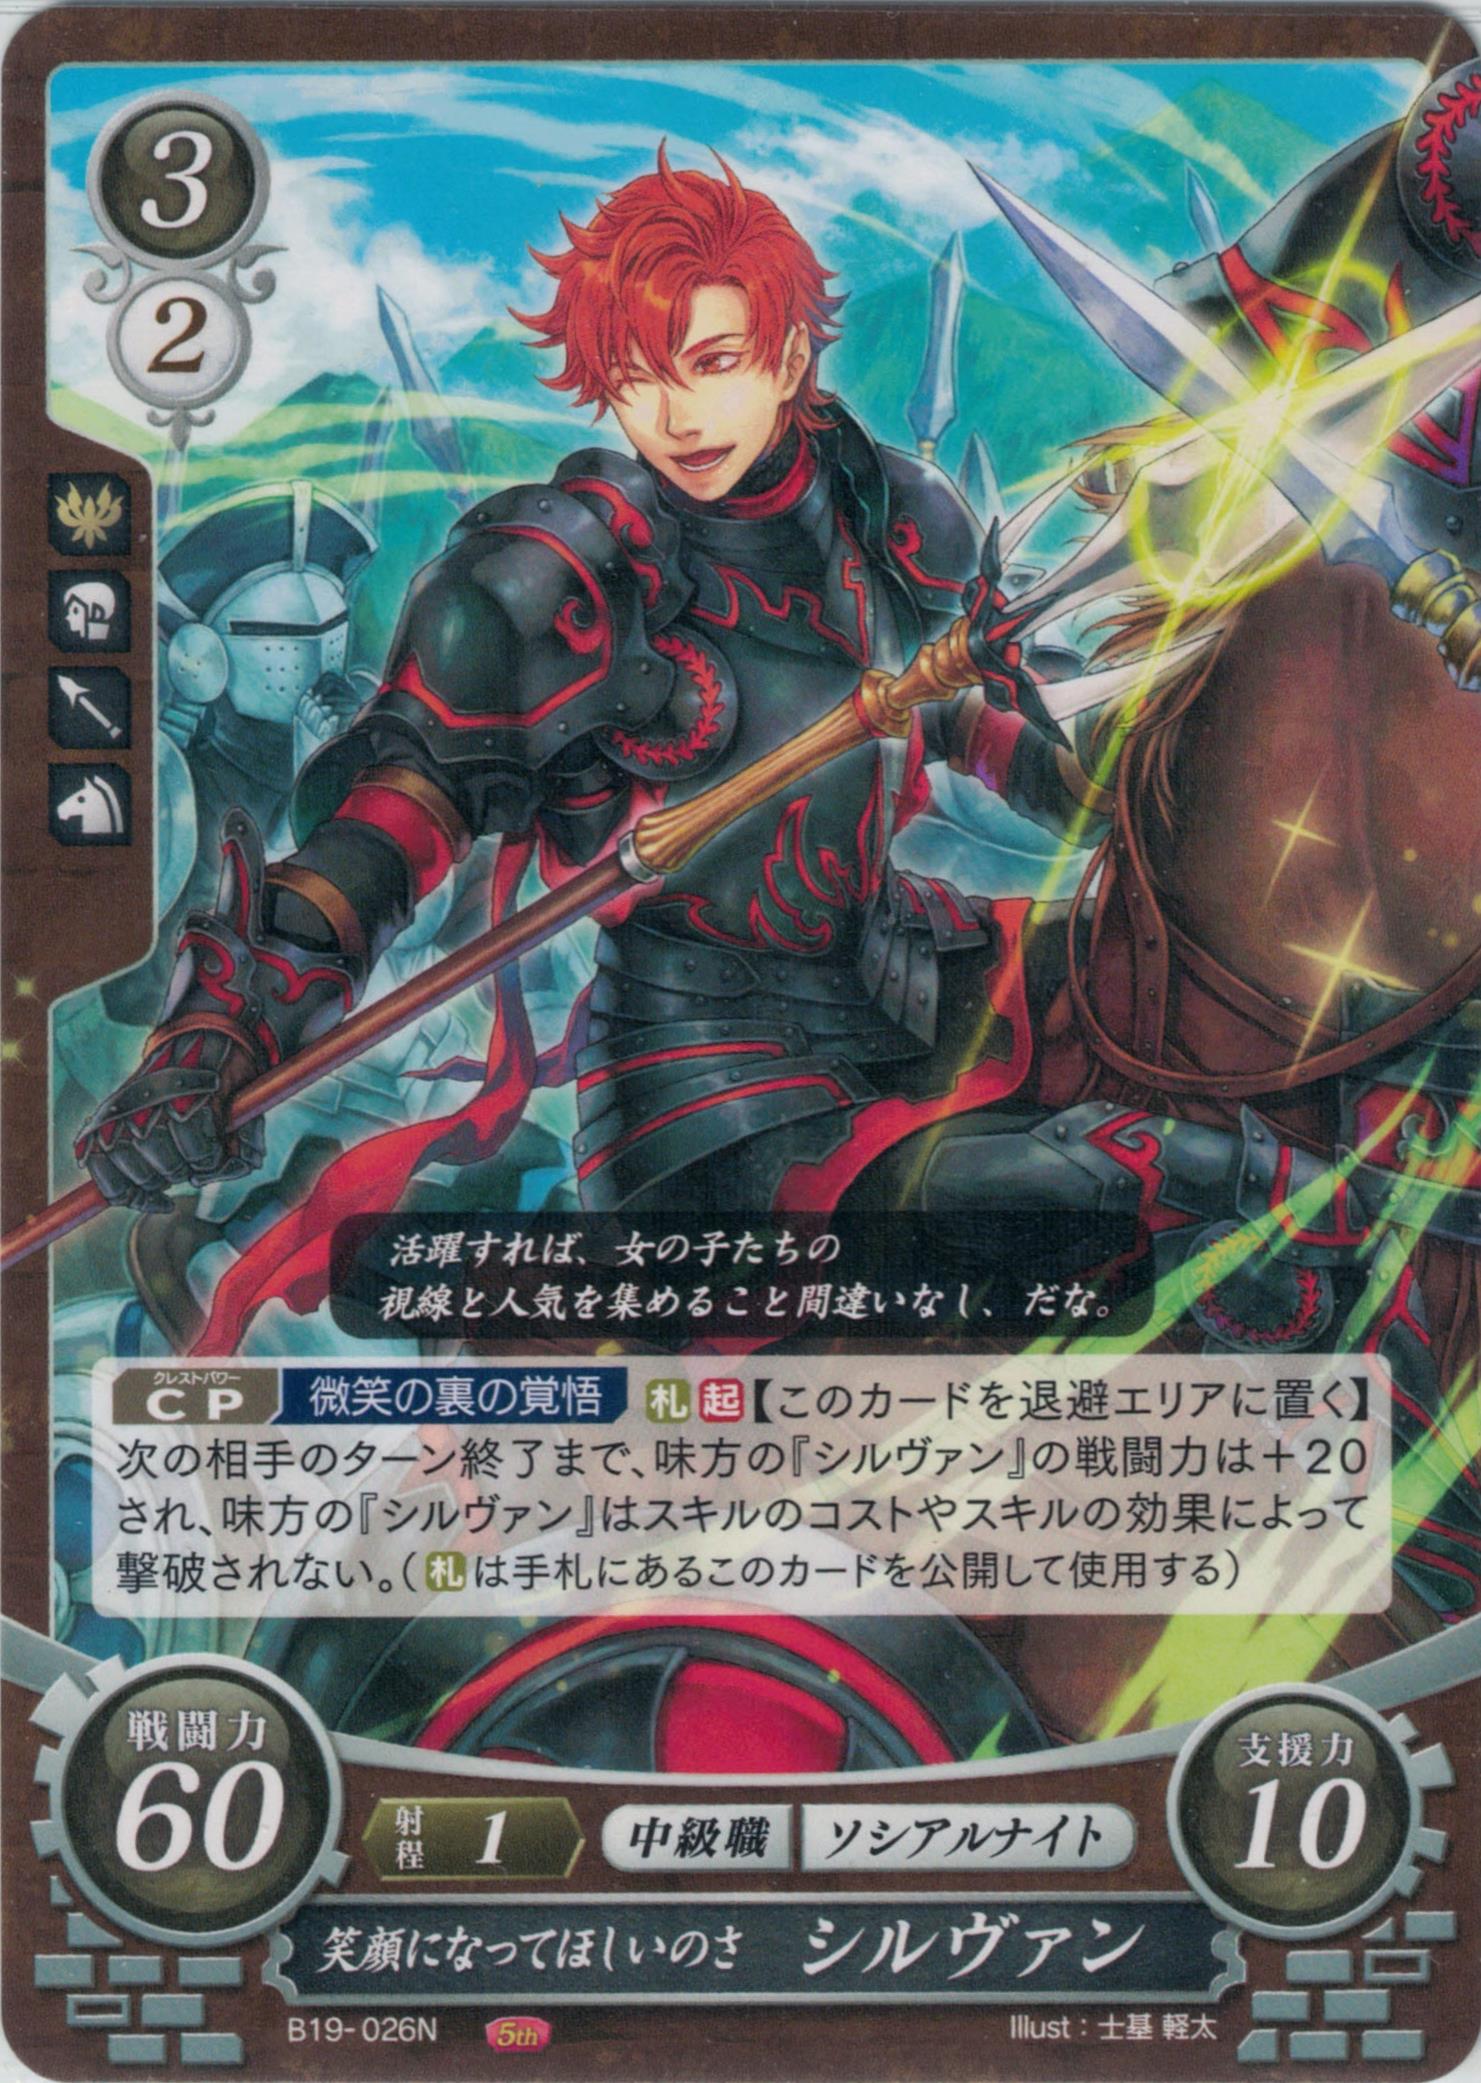 3
2
活躍すれば、女の子たちの
視線と人気を集めること間違いなし、だな。
クレストパワー
CP 微笑の裏の覚悟 札 起【このカードを退避エリアに置く】
次の相手のターン終了まで、味方の『シルヴァン』の戦闘力は＋20
され、味方の『シルヴァン』はスキルのコストやスキルの効果によって
撃破されない。（札は手札にあるこのカードを公開して使用する）
戦闘力
60
射程 1 中級職 ソシアルナイト
支援力
10
笑顔になってほしいのさ シルヴァン
B19-026N 5th Illust：士基 軽太